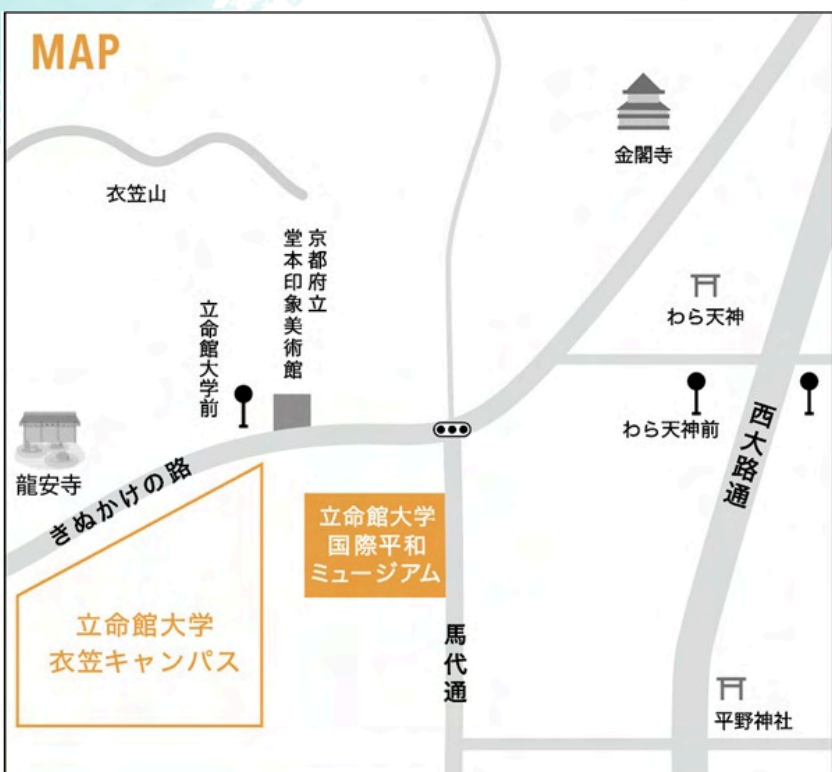 MAP
金閣寺
衣笠山
京都府立
堂本印象美術館
立命館大学前
わら天神
わら天神前
西大路通
龍安寺
きぬかけの路
立命館大学
国際平和
ミュージアム
立命館大学
衣笠キャンパス
馬代通
平野神社